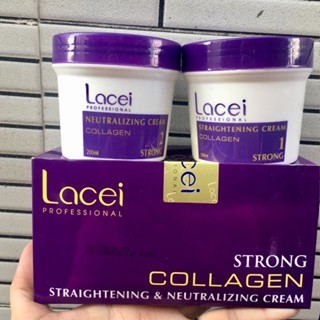 Lacei
PROFESSIONAL
NEUTRALIZING CREAM
COLLAGEN
2
200ml
STRONG
Lacei
PROFESSIONAL
STRAIGHTENING CREAM
COLLAGEN
1
STRONG
Lacei
PROFESSIONAL
Lacei
STRONG
COLLAGEN
STRAIGHTENING & NEUTRALIZING CREAM